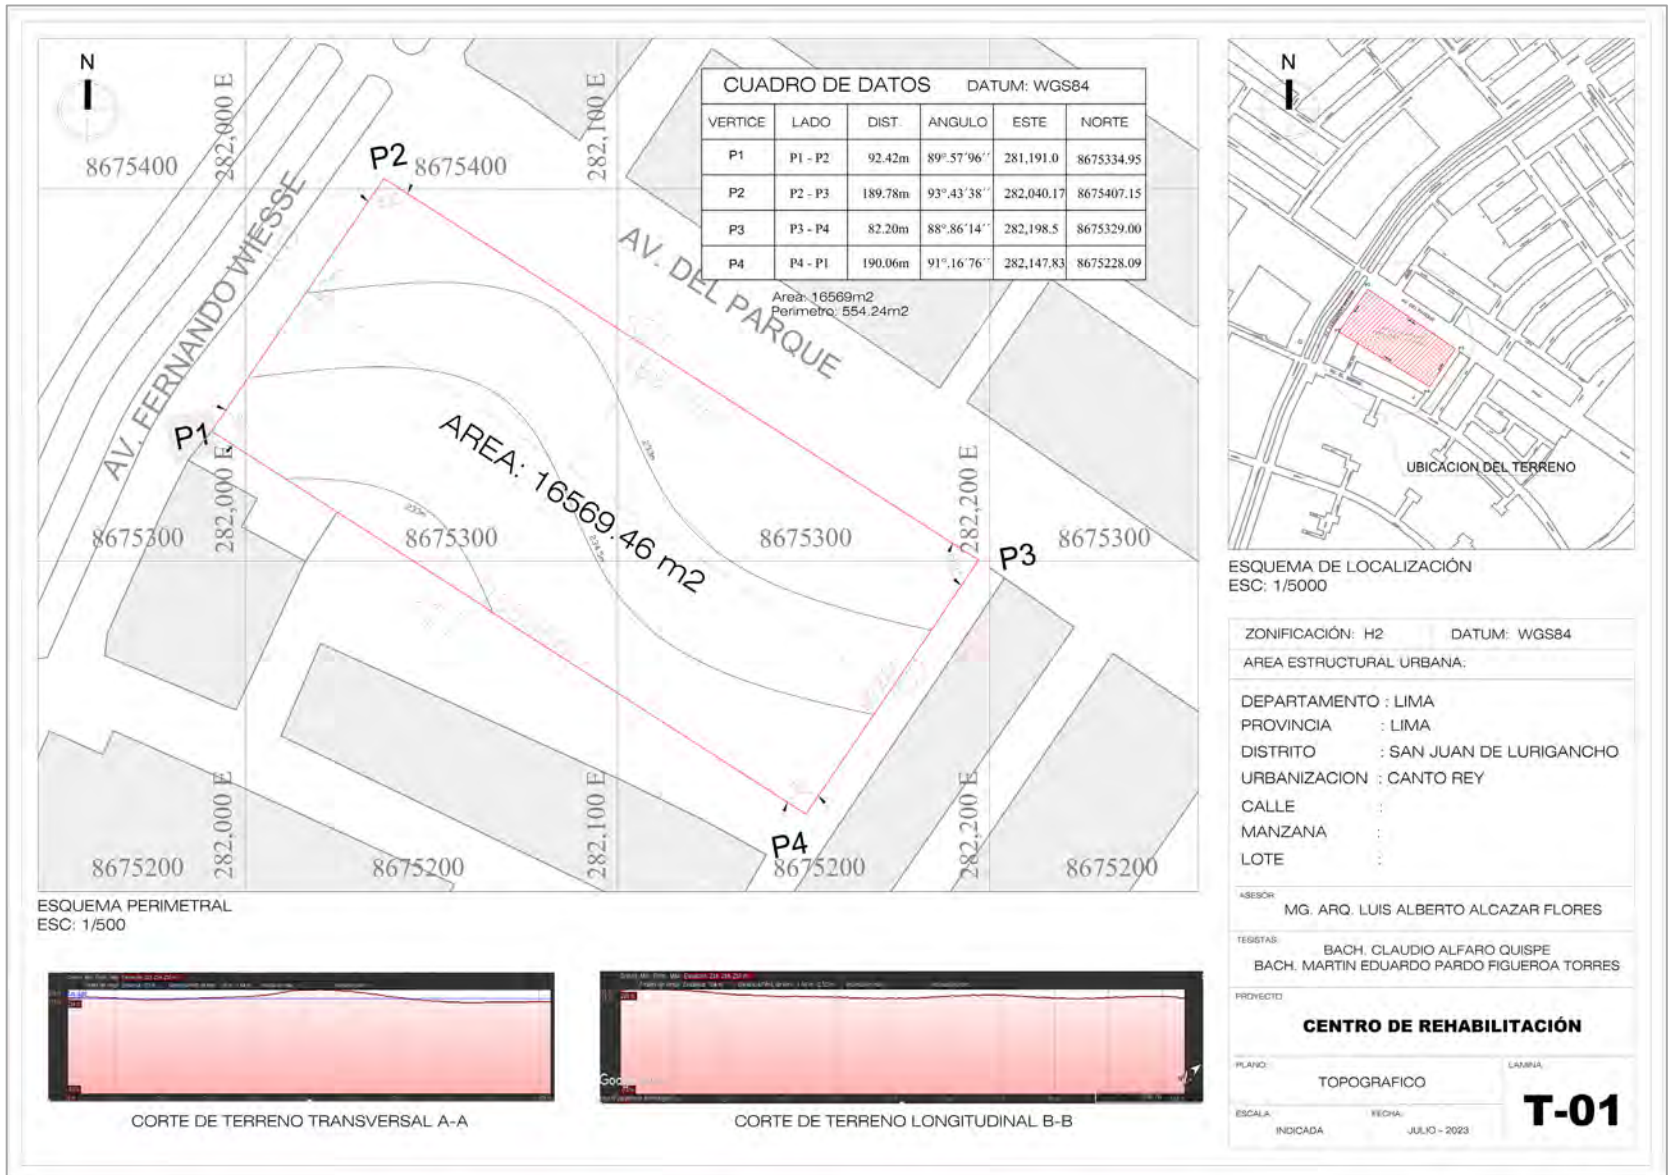 N
8675400
282,000 E
P2
8675400
282,100 E
CUADRO DE DATOS DATUM: WGS84
VERTICE LADO DIST. ANGULO ESTE NORTE
P1 P1 - P2 92.42m 89°.57'96'' 281,191.0 8675334.95
P2 P2 - P3 189.78m 93°.43'38'' 282,040.17 8675407.15
P3 P3 - P4 82.20m 88°.86'14'' 282,198.5 8675329.00
P4 P4 - P1 190.06m 91°.16'76'' 282,147.83 8675228.09
Area: 16569m2
Perimetro: 554.24m2
AV. FERNANDO WIESSE
AV. DEL PARQUE
P1
AREA: 16569.46 m2
233m
8675300
282,000 E
8675300
8675300
282,200 E
P3
8675300
P4
8675200
282,000 E
8675200
282,100 E
8675200
282,200 E
8675200
ESQUEMA PERIMETRAL
ESC: 1/500
CORTE DE TERRENO TRANSVERSAL A-A
CORTE DE TERRENO LONGITUDINAL B-B
N
UBICACION DEL TERRENO
ESQUEMA DE LOCALIZACIÓN
ESC: 1/5000
ZONIFICACIÓN: H2 DATUM: WGS84
AREA ESTRUCTURAL URBANA:
DEPARTAMENTO : LIMA
PROVINCIA : LIMA
DISTRITO : SAN JUAN DE LURIGANCHO
URBANIZACION : CANTO REY
CALLE :
MANZANA :
LOTE :
ASESOR:
MG. ARQ. LUIS ALBERTO ALCAZAR FLORES
TESISTAS:
BACH. CLAUDIO ALFARO QUISPE
BACH. MARTIN EDUARDO PARDO FIGUEROA TORRES
PROYECTO:
CENTRO DE REHABILITACIÓN
PLANO:
TOPOGRAFICO
LAMINA:
T-01
ESCALA:
INDICADA
FECHA:
JULIO - 2023